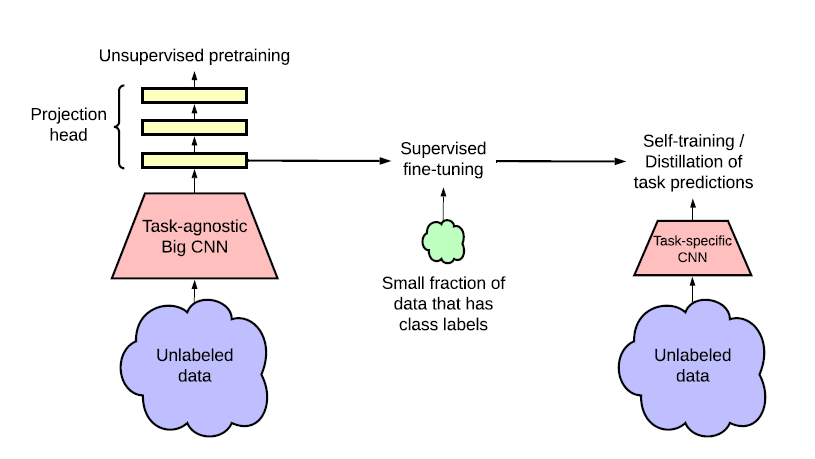 Unsupervised pretraining
Projection
head
Task-agnostic
Big CNN
Unlabeled
data
Supervised
fine-tuning
Small fraction of
data that has
class labels
Self-training /
Distillation of
task predictions
Task-specific
CNN
Unlabeled
data